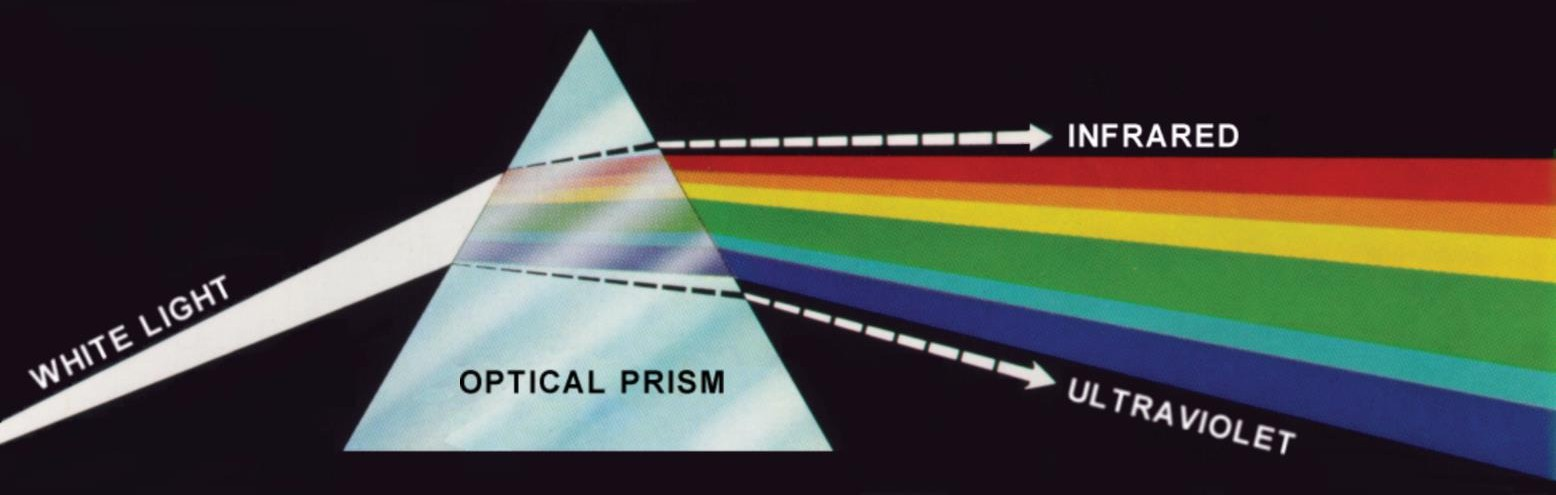 WHITE LIGHT
OPTICAL PRISM
INFRARED
ULTRAVIOLET